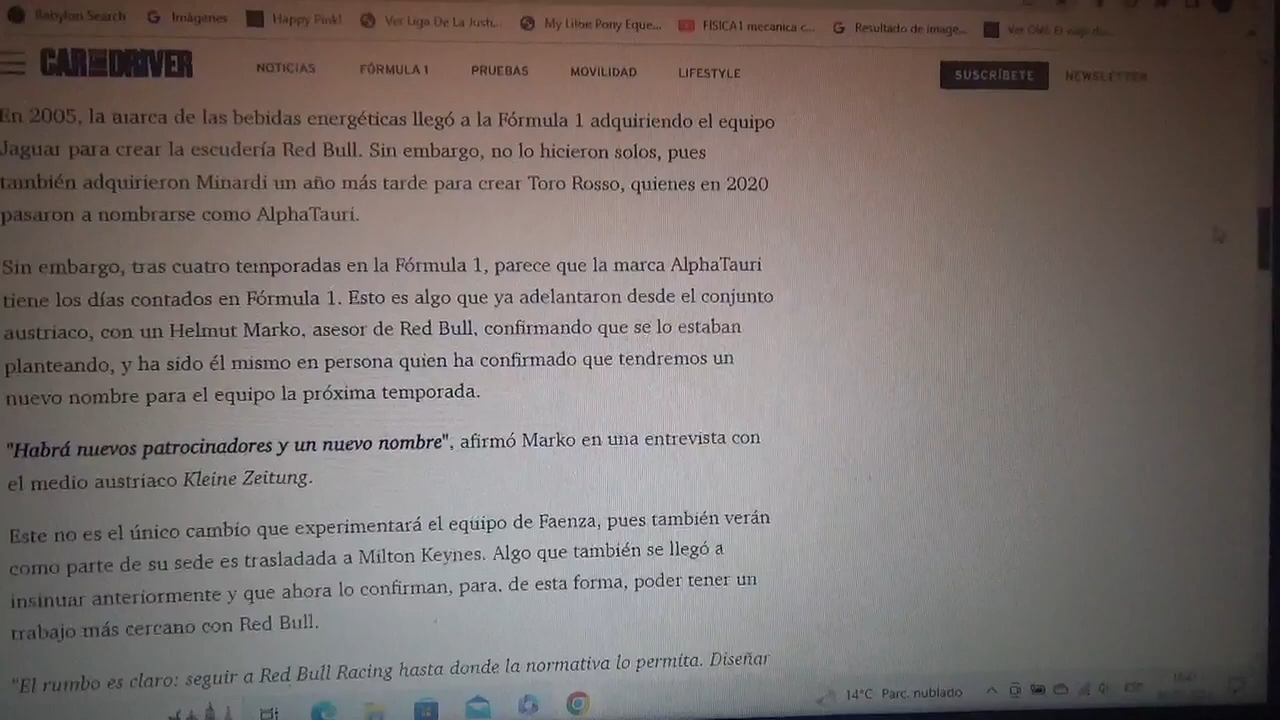 Babylon Search Imágenes Happy Pink! Ver Liga De La Justi... My Little Pony Eque... FISICA1 mecanica c... Resultado de image...
CAR AND DRIVER NOTICIAS FÓRMULA 1 PRUEBAS MOVILIDAD LIFESTYLE SUSCRÍBETE NEWSLETTER
En 2005, la marca de las bebidas energéticas llegó a la Fórmula 1 adquiriendo el equipo
Jaguar para crear la escudería Red Bull. Sin embargo, no lo hicieron solos, pues
también adquirieron Minardi un año más tarde para crear Toro Rosso, quienes en 2020
pasaron a nombrarse como AlphaTauri.
Sin embargo, tras cuatro temporadas en la Fórmula 1, parece que la marca AlphaTauri
tiene los días contados en Fórmula 1. Esto es algo que ya adelantaron desde el conjunto
austriaco, con un Helmut Marko, asesor de Red Bull, confirmando que se lo estaban
planteando, y ha sido él mismo en persona quien ha confirmado que tendremos un
nuevo nombre para el equipo la próxima temporada.
"Habrá nuevos patrocinadores y un nuevo nombre", afirmó Marko en una entrevista con
el medio austriaco Kleine Zeitung.
Este no es el único cambio que experimentará el equipo de Faenza, pues también verán
como parte de su sede es trasladada a Milton Keynes. Algo que también se llegó a
insinuar anteriormente y que ahora lo confirman, para, de esta forma, poder tener un
trabajo más cercano con Red Bull.
"El rumbo es claro: seguir a Red Bull Racing hasta donde la normativa lo permita. Diseñar
14°C Parc. nublado ESP